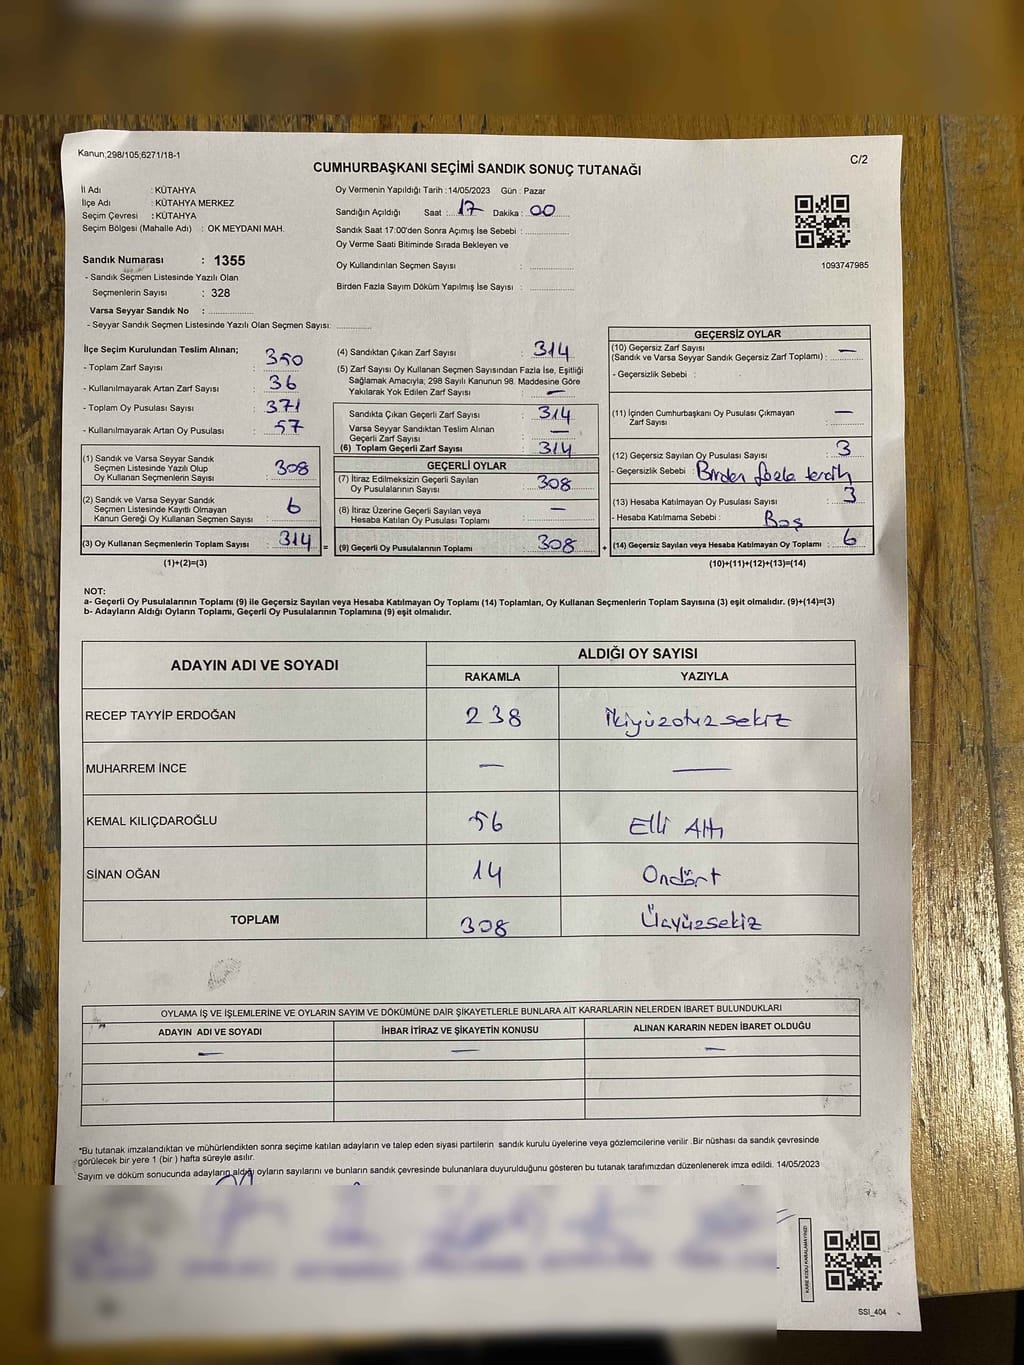 Kanun,298/105,6271/18-1
C/2
CUMHURBAŞKANI SEÇİMİ SANDIK SONUÇ TUTANAĞI
İl Adı : KÜTAHYA
İlçe Adı : KÜTAHYA MERKEZ
Seçim Çevresi : KÜTAHYA
Seçim Bölgesi (Mahalle Adı) : OK MEYDANI MAH.
Sandık Numarası : 1355
- Sandık Seçmen Listesinde Yazılı Olan
Seçmenlerin Sayısı : 328
Varsa Seyyar Sandık No :
- Seyyar Sandık Seçmen Listesinde Yazılı Olan Seçmen Sayısı:
Oy Vermenin Yapıldığı Tarih : 14/05/2023 Gün : Pazar
Sandığın Açıldığı Saat : 17 Dakika : 00
Sandık Saat 17:00'den Sonra Açımış İse Sebebi :
Oy Verme Saati Bitiminde Sırada Bekleyen ve
Oy Kullandırılan Seçmen Sayısı :
Birden Fazla Sayım Döküm Yapılmış İse Sayısı :
1093747985
İlçe Seçim Kurulundan Teslim Alınan;
- Toplam Zarf Sayısı : 350
- Kullanılmayarak Artan Zarf Sayısı : 36
- Toplam Oy Pusulası Sayısı : 371
- Kullanılmayarak Artan Oy Pusulası : 57
(1) Sandık ve Varsa Seyyar Sandık
Seçmen Listesinde Yazılı Olup
Oy Kullanan Seçmenlerin Sayısı : 308
(2) Sandık ve Varsa Seyyar Sandık
Seçmen Listesinde Kayıtlı Olmayan
Kanun Gereği Oy Kullanan Seçmen Sayısı : 6
(3) Oy Kullanan Seçmenlerin Toplam Sayısı : 314 =
(1)+(2)=(3)
(4) Sandıktan Çıkan Zarf Sayısı : 314
(5) Zarf Sayısı Oy Kullanan Seçmen Sayısından Fazla İse, Eşitliği
Sağlamak Amacıyla; 298 Sayılı Kanunun 98. Maddesine Göre
Yakılarak Yok Edilen Zarf Sayısı : —
Sandıkta Çıkan Geçerli Zarf Sayısı : 314
Varsa Seyyar Sandıktan Teslim Alınan
Geçerli Zarf Sayısı : —
(6) Toplam Geçerli Zarf Sayısı : 314
GEÇERLİ OYLAR
(7) İtiraz Edilmeksizin Geçerli Sayılan
Oy Pusulalarının Sayısı : 308
(8) İtiraz Üzerine Geçerli Sayılan veya
Hesaba Katılan Oy Pusulası Toplamı : —
(9) Geçerli Oy Pusulalarının Toplamı : 308 +
GEÇERSİZ OYLAR
(10) Geçersiz Zarf Sayısı
(Sandık ve Varsa Seyyar Sandık Geçersiz Zarf Toplamı) : —
- Geçersizlik Sebebi :
(11) İçinden Cumhurbaşkanı Oy Pusulası Çıkmayan
Zarf Sayısı : —
(12) Geçersiz Sayılan Oy Pusulası Sayısı : 3
- Geçersizlik Sebebi : Birden fazla tercih
(13) Hesaba Katılmayan Oy Pusulası Sayısı : 3
- Hesaba Katılmama Sebebi : Boş
(14) Geçersiz Sayılan veya Hesaba Katılmayan Oy Toplamı : 6
(10)+(11)+(12)+(13)=(14)
NOT:
a- Geçerli Oy Pusulalarının Toplamı (9) ile Geçersiz Sayılan veya Hesaba Katılmayan Oy Toplamı (14) Toplamları, Oy Kullanan Seçmenlerin Toplam Sayısına (3) eşit olmalıdır. (9)+(14)=(3)
b- Adayların Aldığı Oyların Toplamı, Geçerli Oy Pusulalarının Toplamına (9) eşit olmalıdır.
ADAYIN ADI VE SOYADI
ALDIĞI OY SAYISI
RAKAMLA YAZIYLA
RECEP TAYYİP ERDOĞAN 238 İkiyüzotuzsekiz
MUHARREM İNCE — —
KEMAL KILIÇDAROĞLU 56 Elli Altı
SİNAN OĞAN 14 Ondört
TOPLAM 308 Üçyüzsekiz
OYLAMA İŞ VE İŞLEMLERİNE VE OYLARIN SAYIM VE DÖKÜMÜNE DAİR ŞİKAYETLERLE BUNLARA AİT KARARLARIN NELERDEN İBARET BULUNDUKLARI
ADAYIN ADI VE SOYADI İHBAR İTİRAZ VE ŞİKAYETİN KONUSU ALINAN KARARIN NEDEN İBARET OLDUĞU
— — —
*Bu tutanak imzalandıktan ve mühürlendikten sonra seçime katılan adayların ve talep eden siyasi partilerin sandık kurulu üyelerine veya gözlemcilerine verilir .Bir nüshası da sandık çevresinde
görülecek bir yere 1 (bir ) hafta süreyle asılır.
Sayım ve döküm sonucunda adayların aldığı oyların sayılarını ve bunların sandık çevresinde bulunanlara duyurulduğunu gösteren bu tutanak tarafımızdan düzenlenerek imza edildi. 14/05/2023
KARE KODU KARALAMAYINIZ!
SSI_404